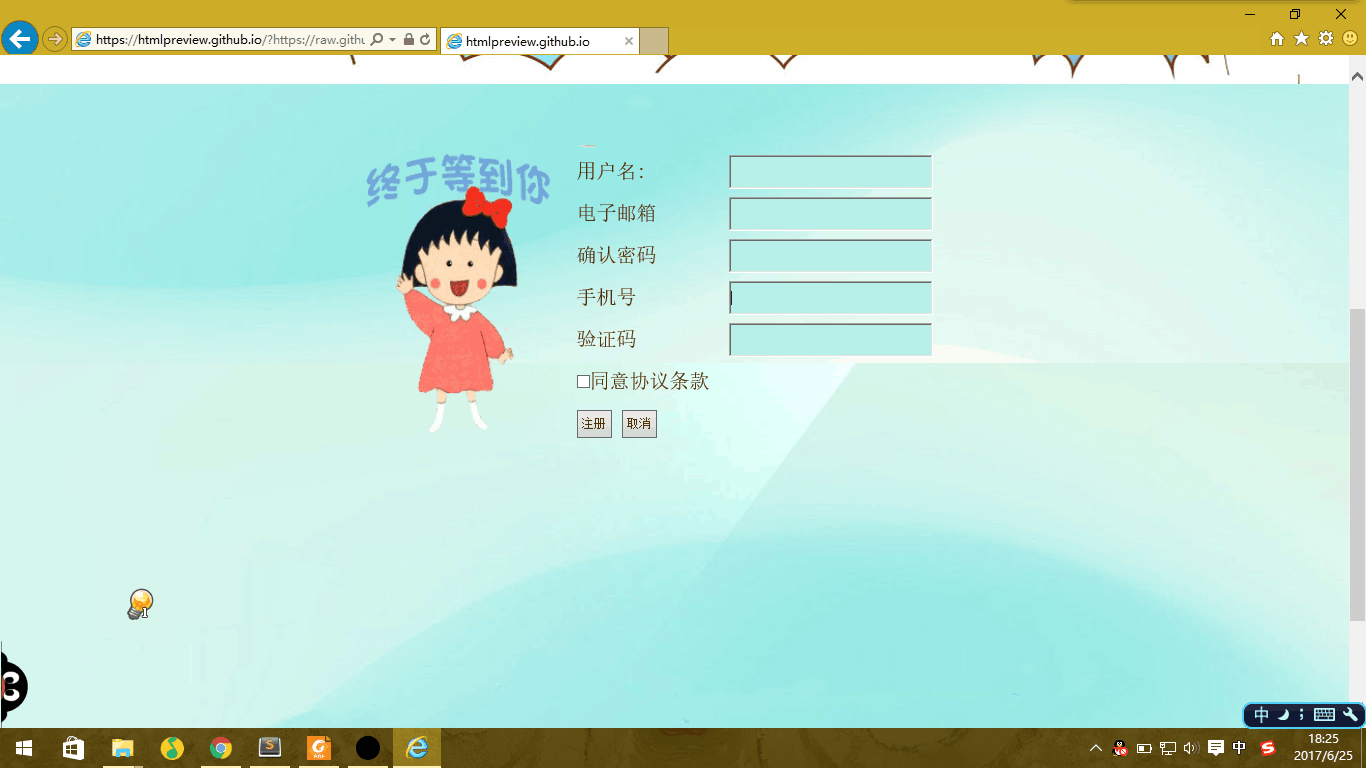 https://htmlpreview.github.io/?https://raw.githu
htmlpreview.github.io
终于等到你
用户名:
电子邮箱
确认密码
手机号
验证码
同意协议条款
注册 取消
1
中
中
18:25
2017/6/25